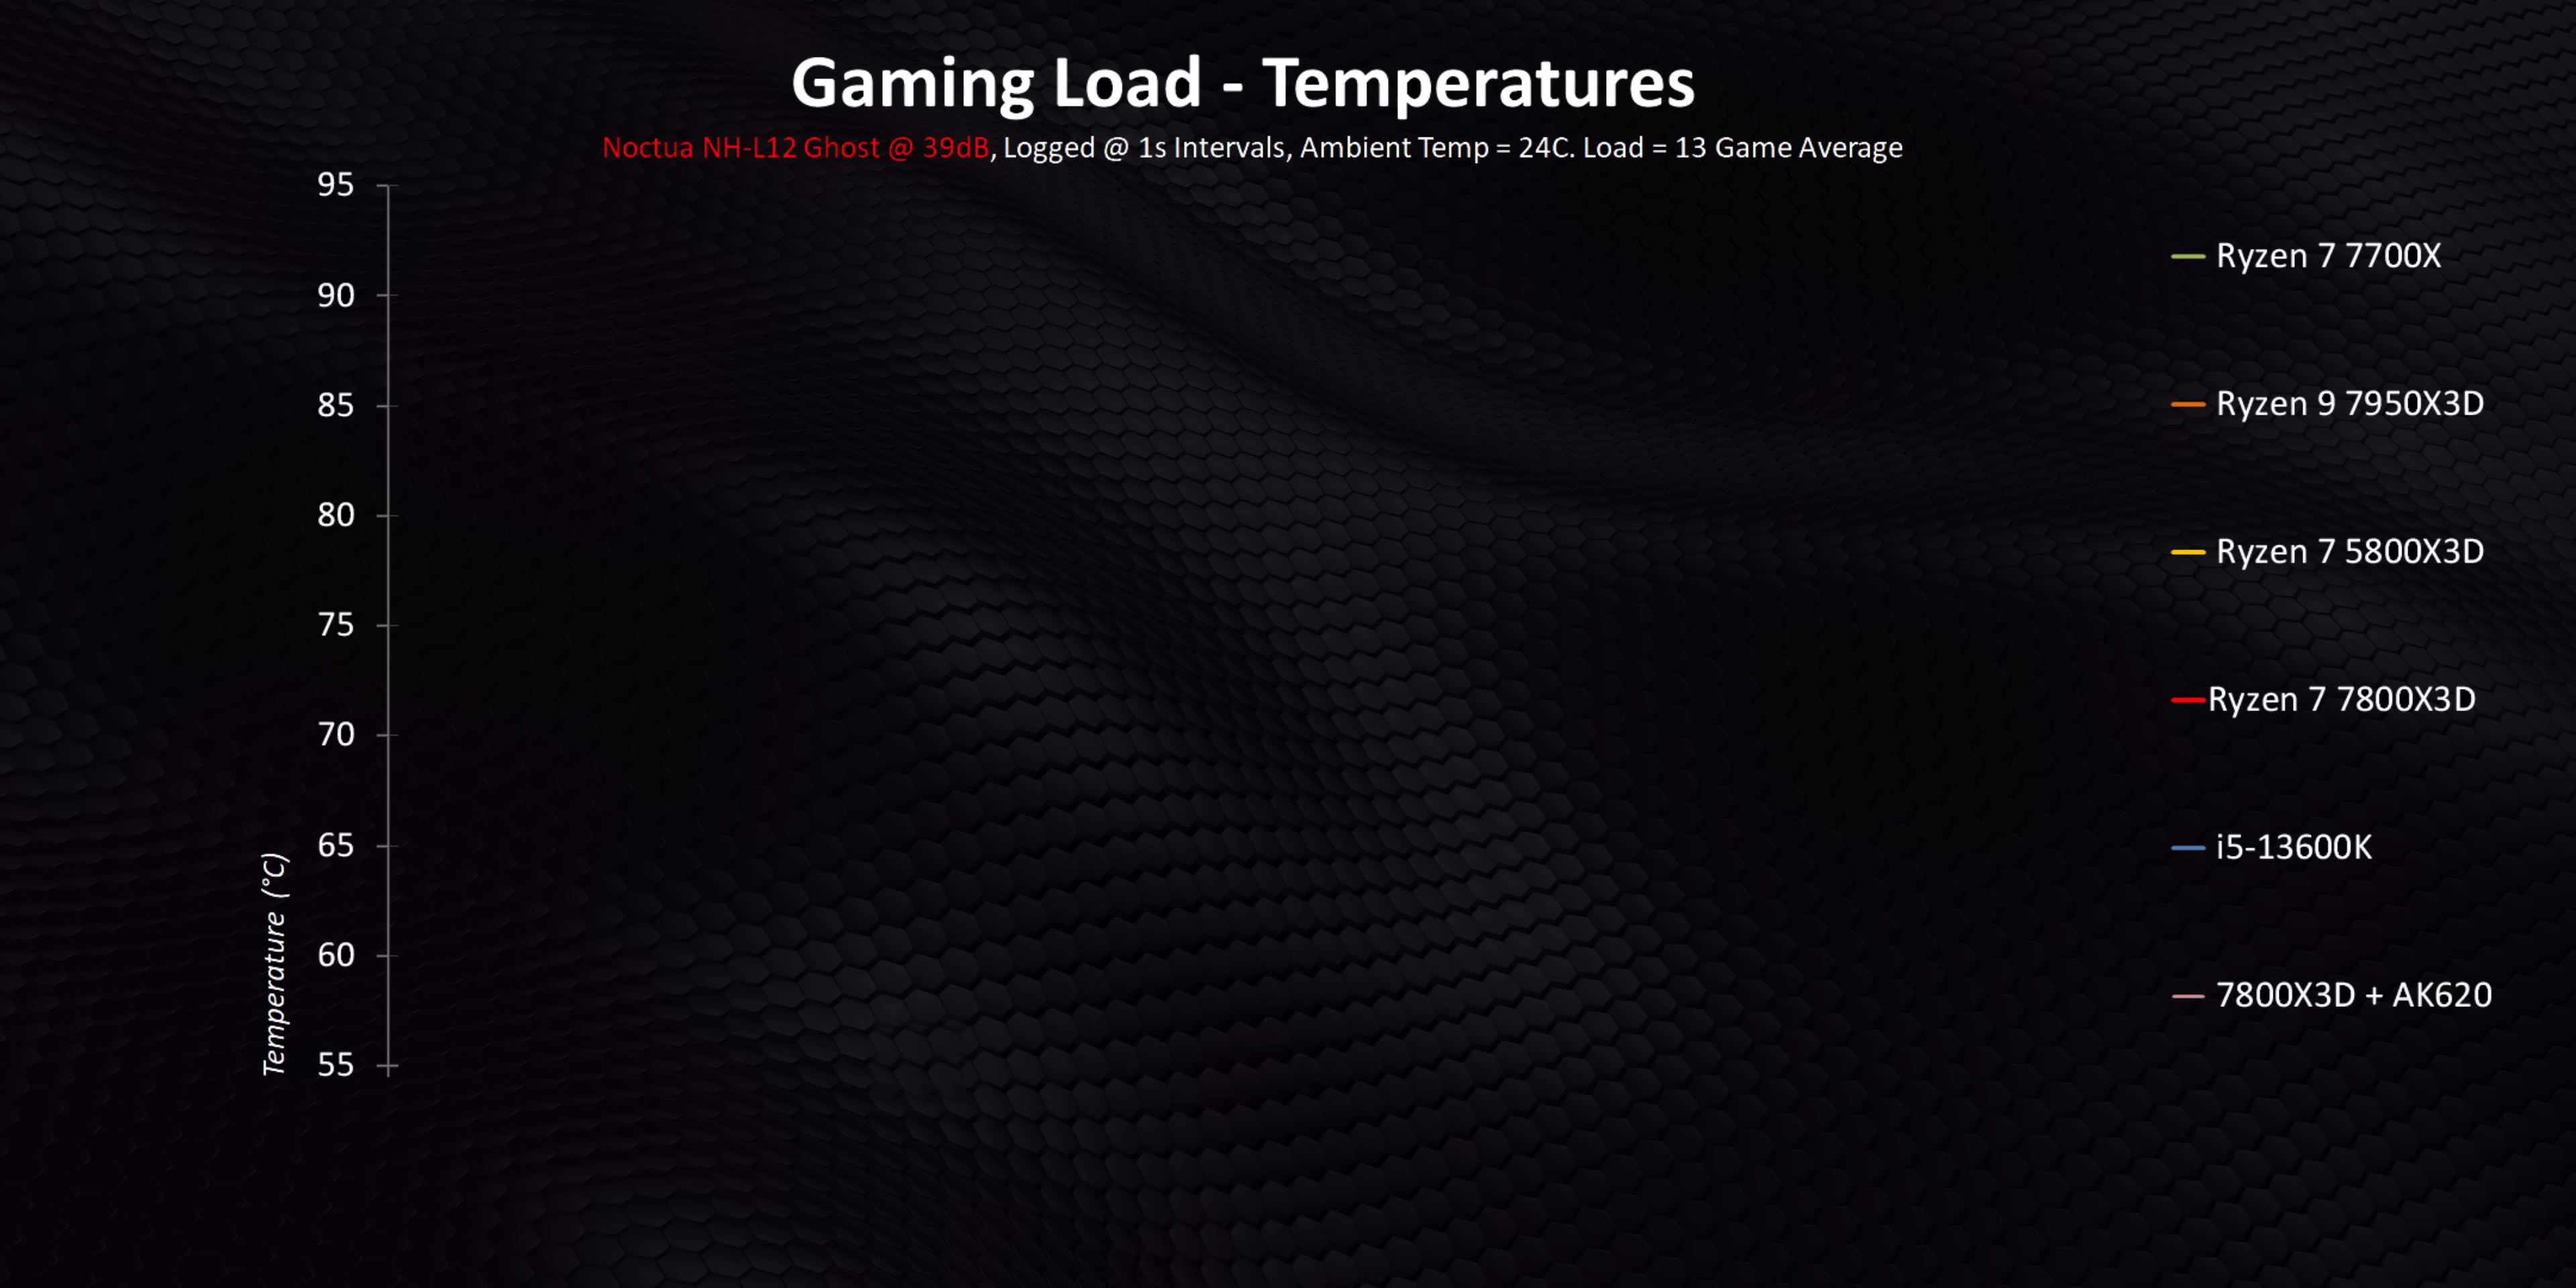 Gaming Load - Temperatures
Noctua NH-L12 Ghost @ 39dB, Logged @ 1s Intervals, Ambient Temp = 24C. Load = 13 Game Average
95
90
85
80
75
70
65
60
55
Temperature (°C)
Ryzen 7 7700X
Ryzen 9 7950X3D
Ryzen 7 5800X3D
Ryzen 7 7800X3D
i5-13600K
7800X3D + AK620